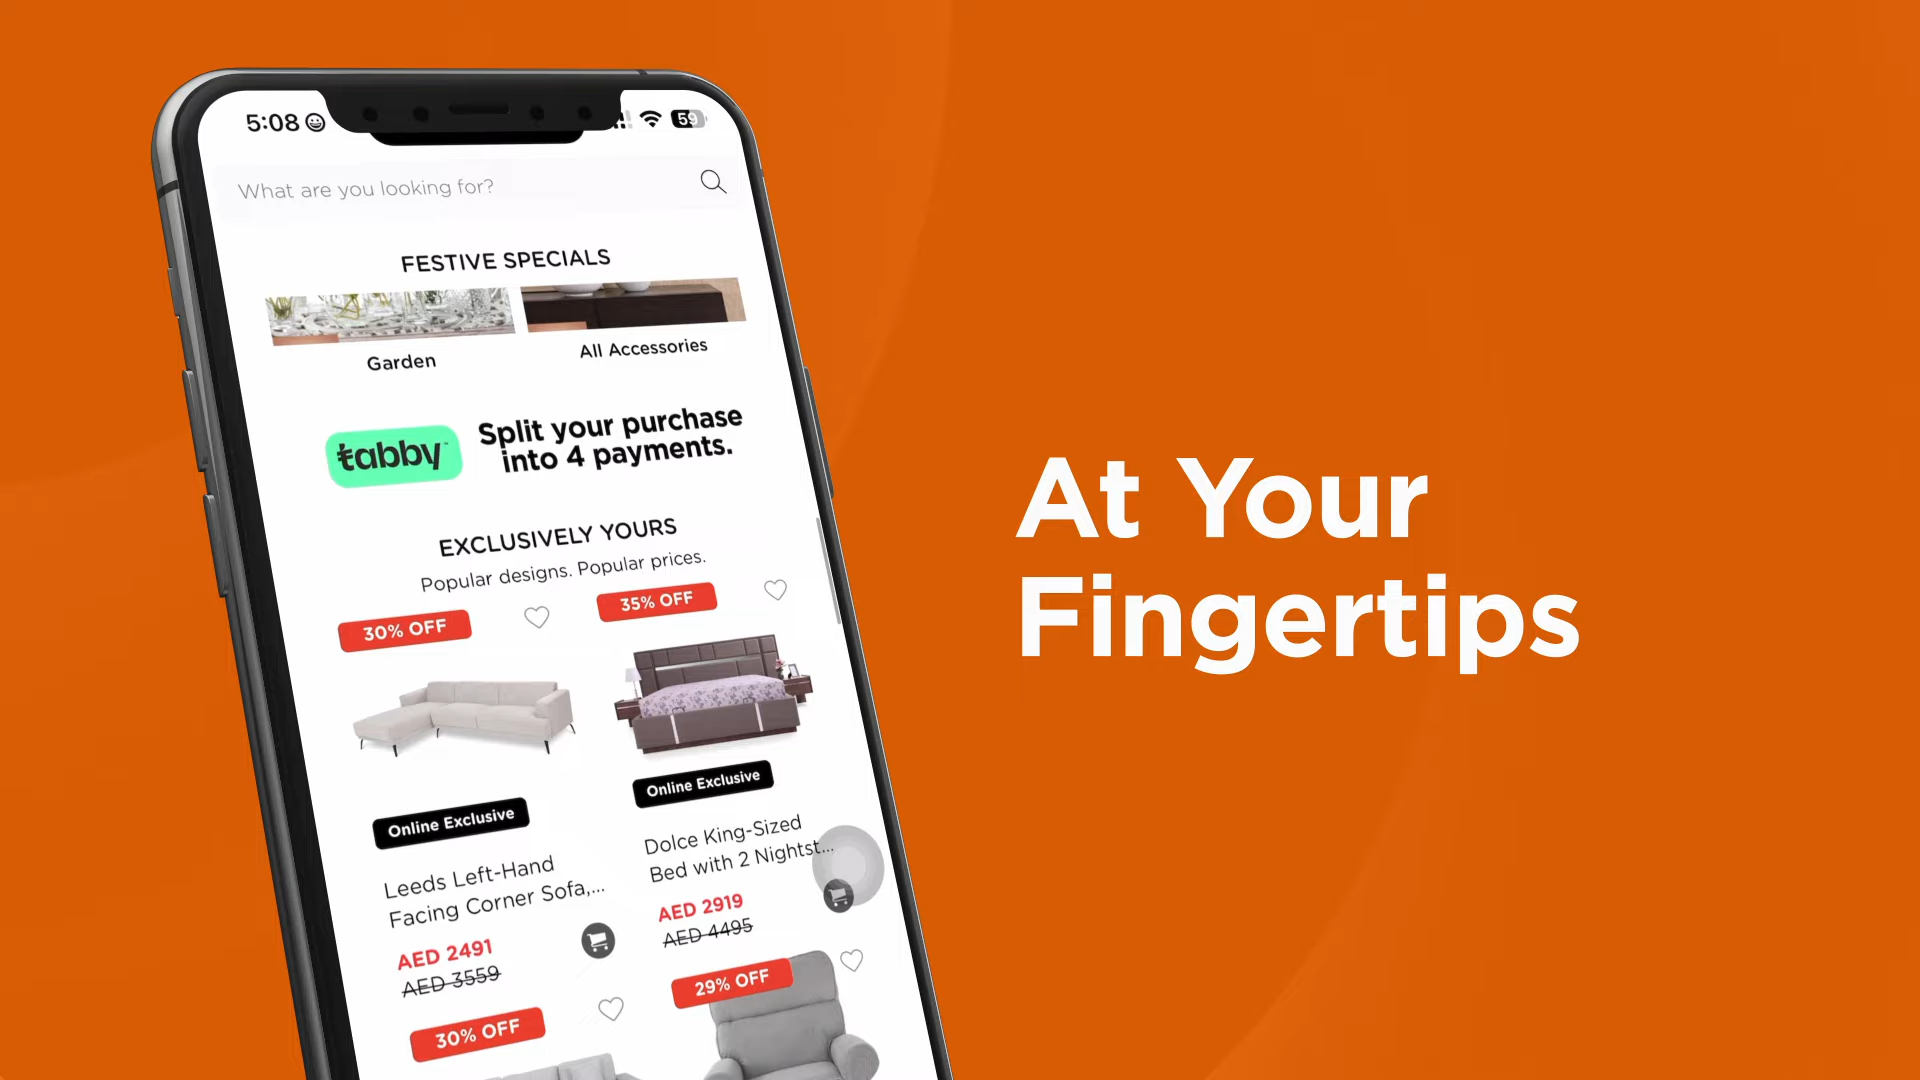 5:08
59
What are you looking for?
FESTIVE SPECIALS
Garden
All Accessories
tabby
Split your purchase
into 4 payments.
EXCLUSIVELY YOURS
Popular designs. Popular prices.
30% OFF
35% OFF
Online Exclusive
Online Exclusive
Leeds Left-Hand
Facing Corner Sofa,...
AED 2491
AED 3559
Dolce King-Sized
Bed with 2 Nightst...
AED 2919
AED 4495
30% OFF
29% OFF
At Your
Fingertips